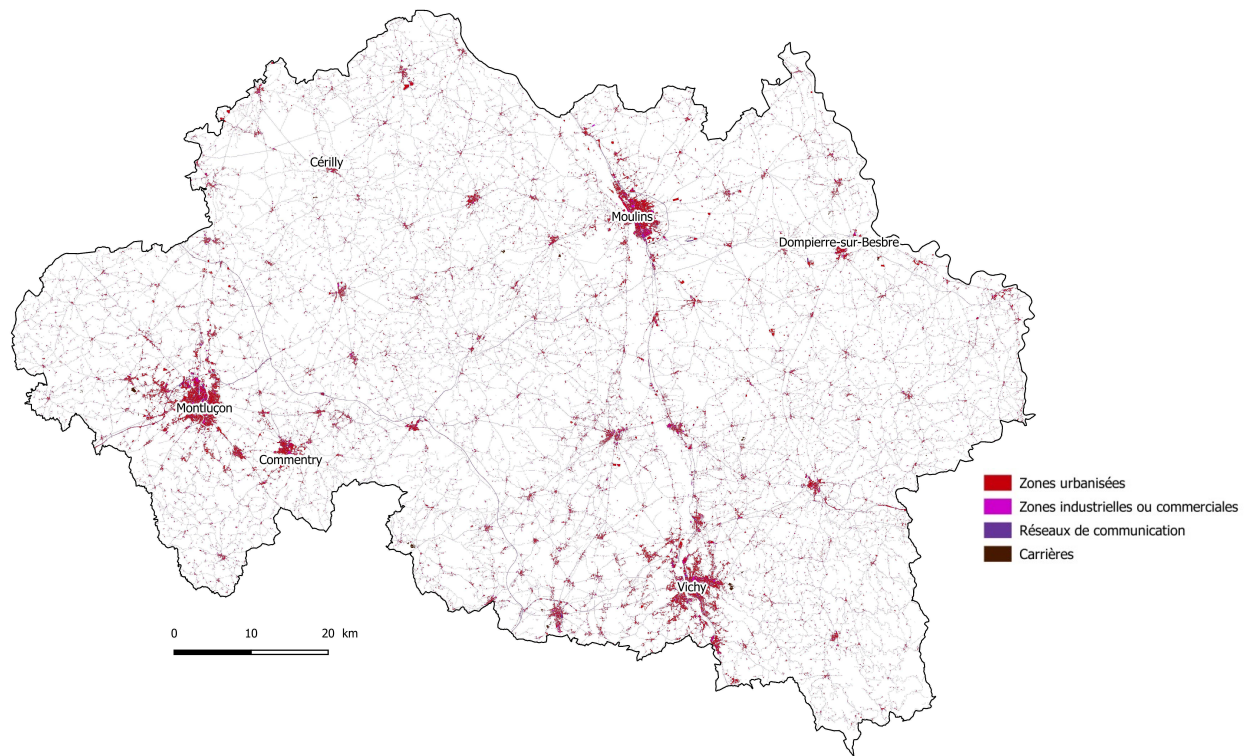 Cérilly
Moulins
Dompierre-sur-Besbre
Montluçon
Commentry
Zones urbanisées
Zones industrielles ou commerciales
Réseaux de communication
Carrières
Vichy
0 10 20 km